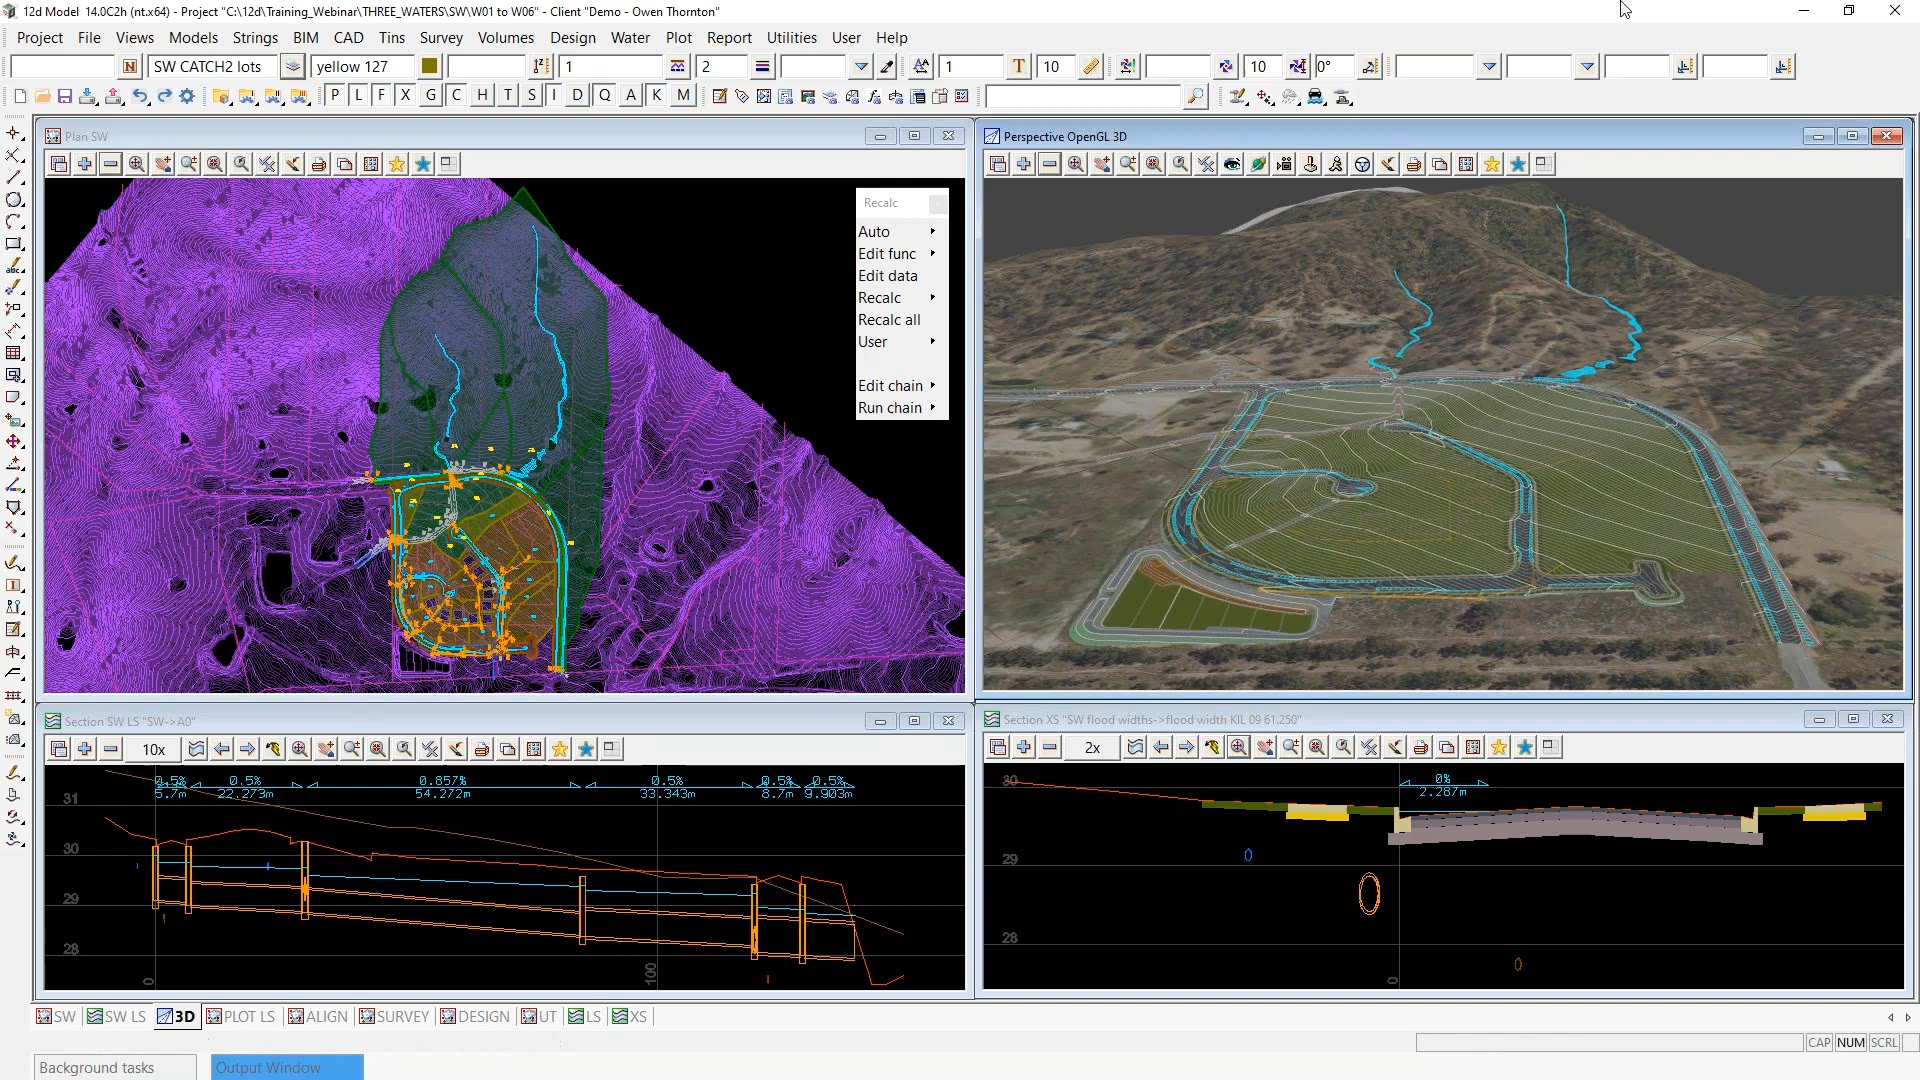 12d Model 14.0C2h (nt.x64) - Project "C:\12d\Training_Webinar\THREE_WATERS\SW\W01 to W06" - Client "Demo - Owen Thornton"
Project File Views Models Strings BIM CAD Tins Survey Volumes Design Water Plot Report Utilities User Help
N SW CATCH2 lots yellow 127 1 2 1 T 10 10 0°
P L F X G C H T S I D Q A K M
Plan SW
Perspective OpenGL 3D
Recalc
Auto
Edit func
Edit data
Recalc
Recalc all
User
Edit chain
Run chain
Section SW LS "SW->A0"
Section XS "SW flood widths->flood width KIL 09 61.250"
10x
2x
0.5% 0.5% 0.857% 0.5% 0.5% 0.5%
5.7m 22.273m 54.272m 33.343m 8.7m 9.903m
31
30
29
28
0
100
0%
2.287m
30
29
28
0
SW SW LS 3D PLOT LS ALIGN SURVEY DESIGN UT LS XS
CAP NUM SCRL
Background tasks Output Window